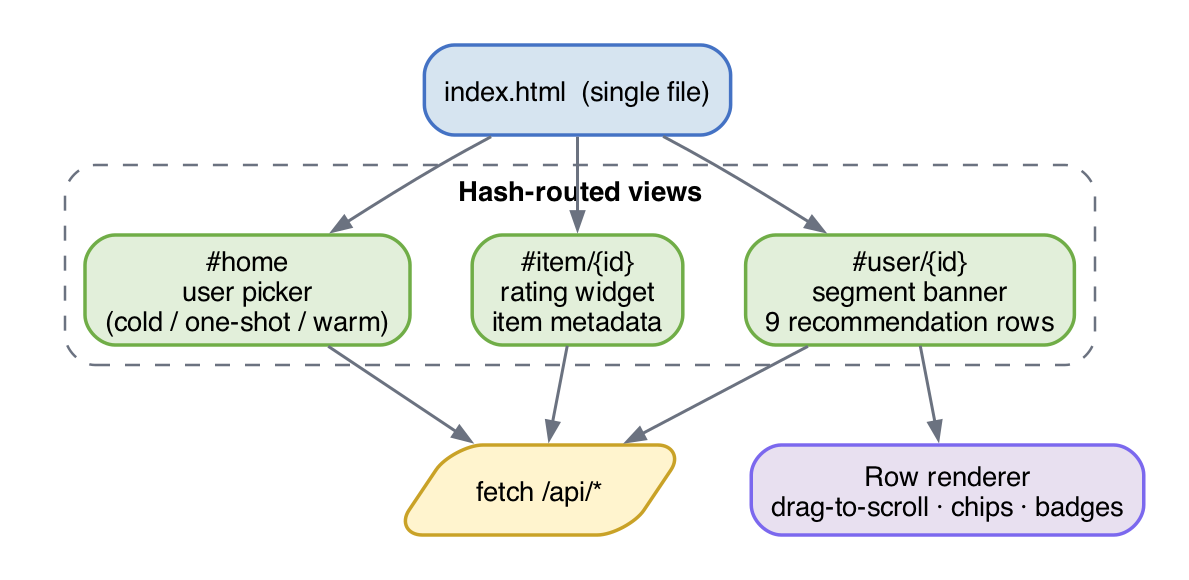 index.html  (single file)
Hash-routed views
#home
user picker
(cold / one-shot / warm)
#item/{id}
rating widget
item metadata
#user/{id}
segment banner
9 recommendation rows
fetch /api/*
Row renderer
drag-to-scroll · chips · badges